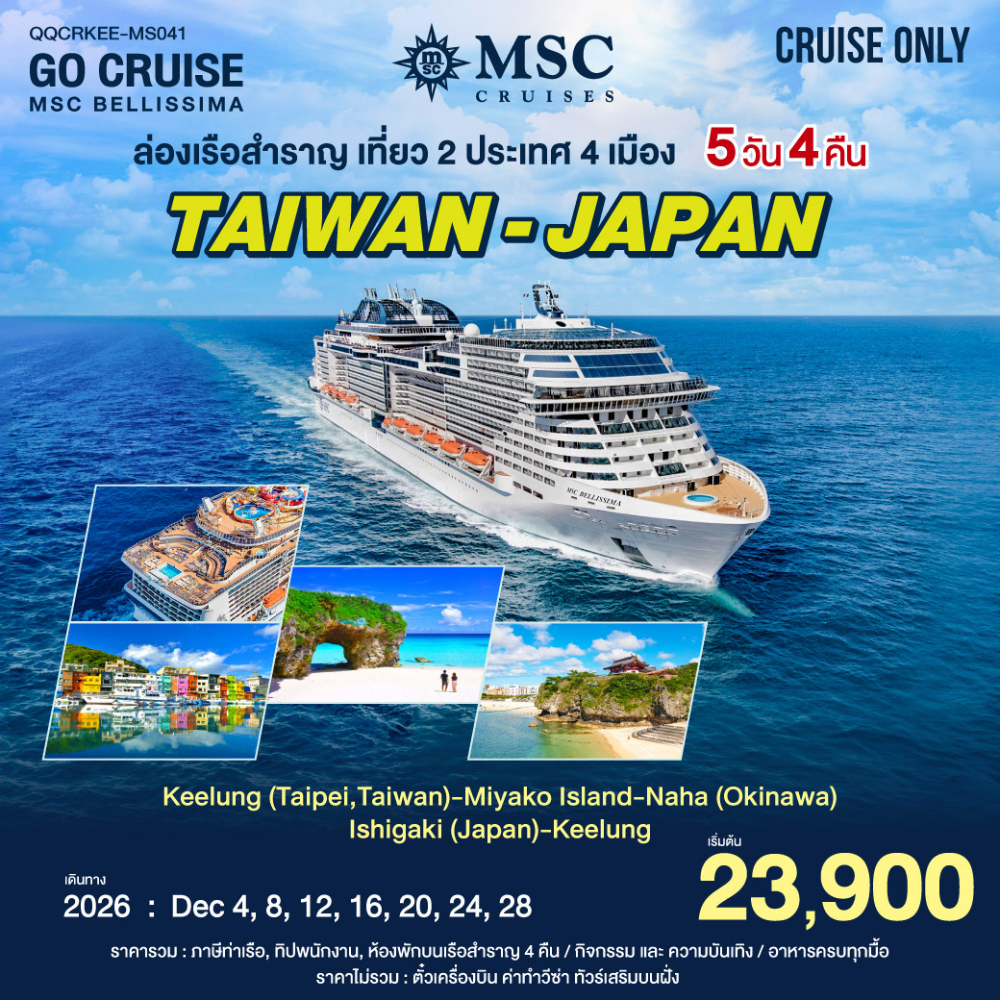 QQCRKEE-MS041
GO CRUISE
MSC BELLISSIMA
msc
MSC
CRUISES
CRUISE ONLY
ล่องเรือสำราญ เที่ยว 2 ประเทศ 4 เมือง 5 วัน 4 คืน
TAIWAN - JAPAN
MSC BELLISSIMA
Keelung (Taipei,Taiwan)-Miyako Island-Naha (Okinawa)
Ishigaki (Japan)-Keelung
เริ่มต้น
23,900
เดินทาง
2026 : Dec 4, 8, 12, 16, 20, 24, 28
ราคารวม : ภาษีท่าเรือ, ทิปพนักงาน, ห้องพักบนเรือสำราญ 4 คืน / กิจกรรม และ ความบันเทิง / อาหารครบทุกมื้อ
ราคาไม่รวม : ตั๋วเครื่องบิน ค่าทำวีซ่า ทัวร์เสริมบนฝั่ง